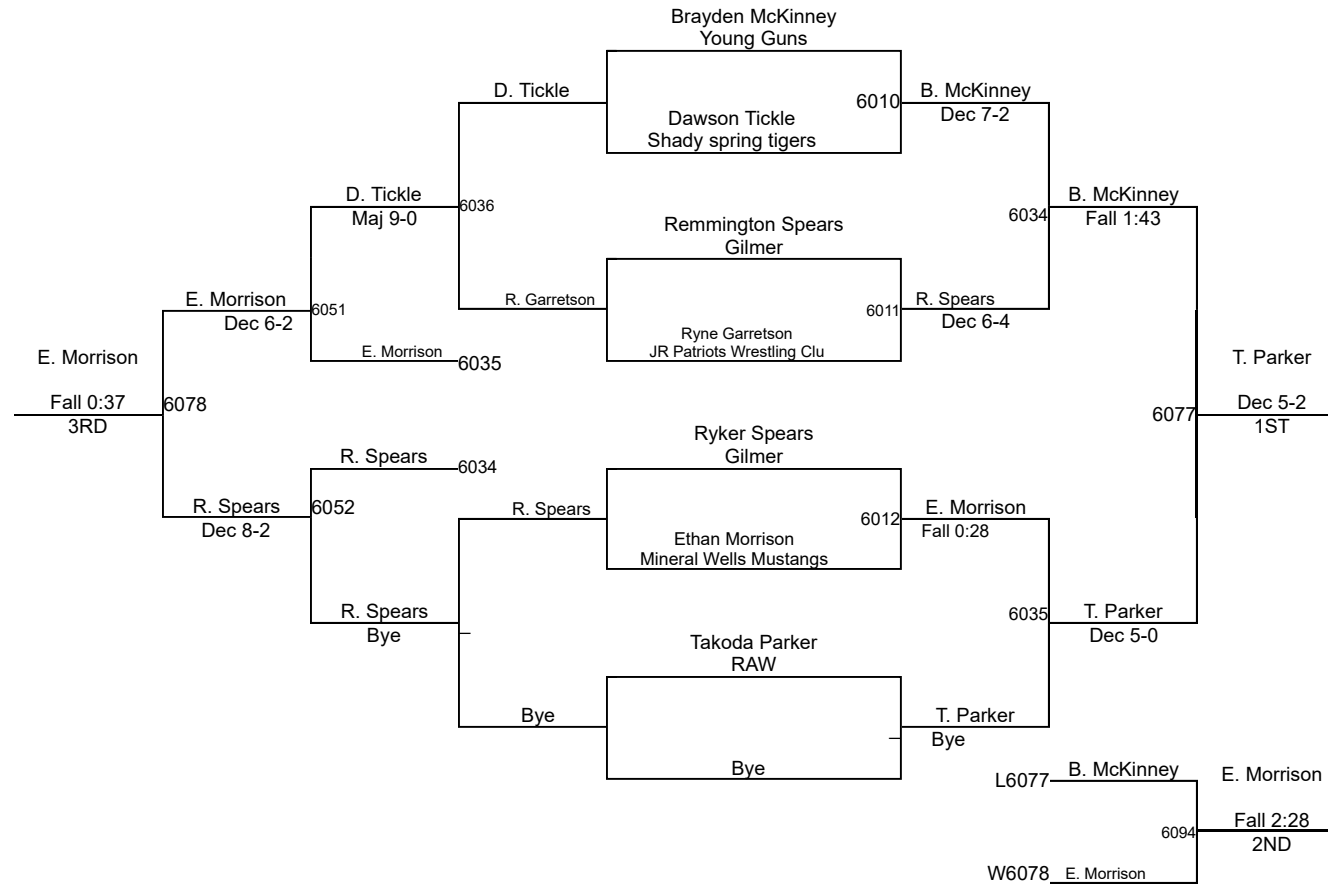 Brayden McKinney
Young Guns
D. Tickle
6010
B. McKinney
Dec 7-2
Dawson Tickle
Shady spring tigers
D. Tickle
Maj 9-0
6036
Remmington Spears
Gilmer
6034
B. McKinney
Fall 1:43
E. Morrison
Dec 6-2
6051
R. Garretson
6011
R. Spears
Dec 6-4
Ryne Garretson
JR Patriots Wrestling Clu
E. Morrison
6035
E. Morrison
Fall 0:37
3RD
6078
T. Parker
6077
Dec 5-2
1ST
Ryker Spears
Gilmer
R. Spears
6034
R. Spears
Dec 8-2
6052
R. Spears
6012
E. Morrison
Fall 0:28
Ethan Morrison
Mineral Wells Mustangs
R. Spears
Bye
6035
T. Parker
Dec 5-0
Takoda Parker
RAW
Bye
T. Parker
Bye
Bye
L6077
B. McKinney
E. Morrison
6094
Fall 2:28
2ND
W6078
E. Morrison